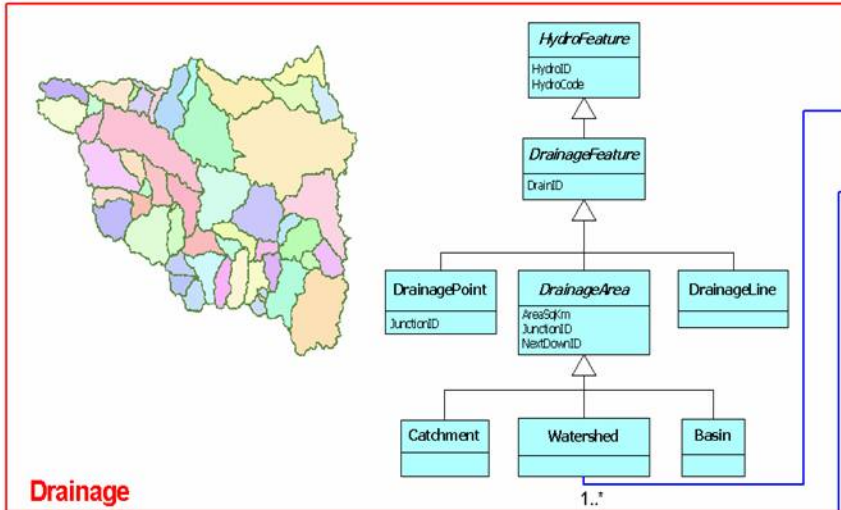 HydroFeature
HydroID
HydroCode
DrainageFeature
DrainID
DrainagePoint
JunctionID
DrainageArea
AreaSqKm
JunctionID
NextDownID
DrainageLine
Catchment
Watershed
Basin
Drainage
1..*